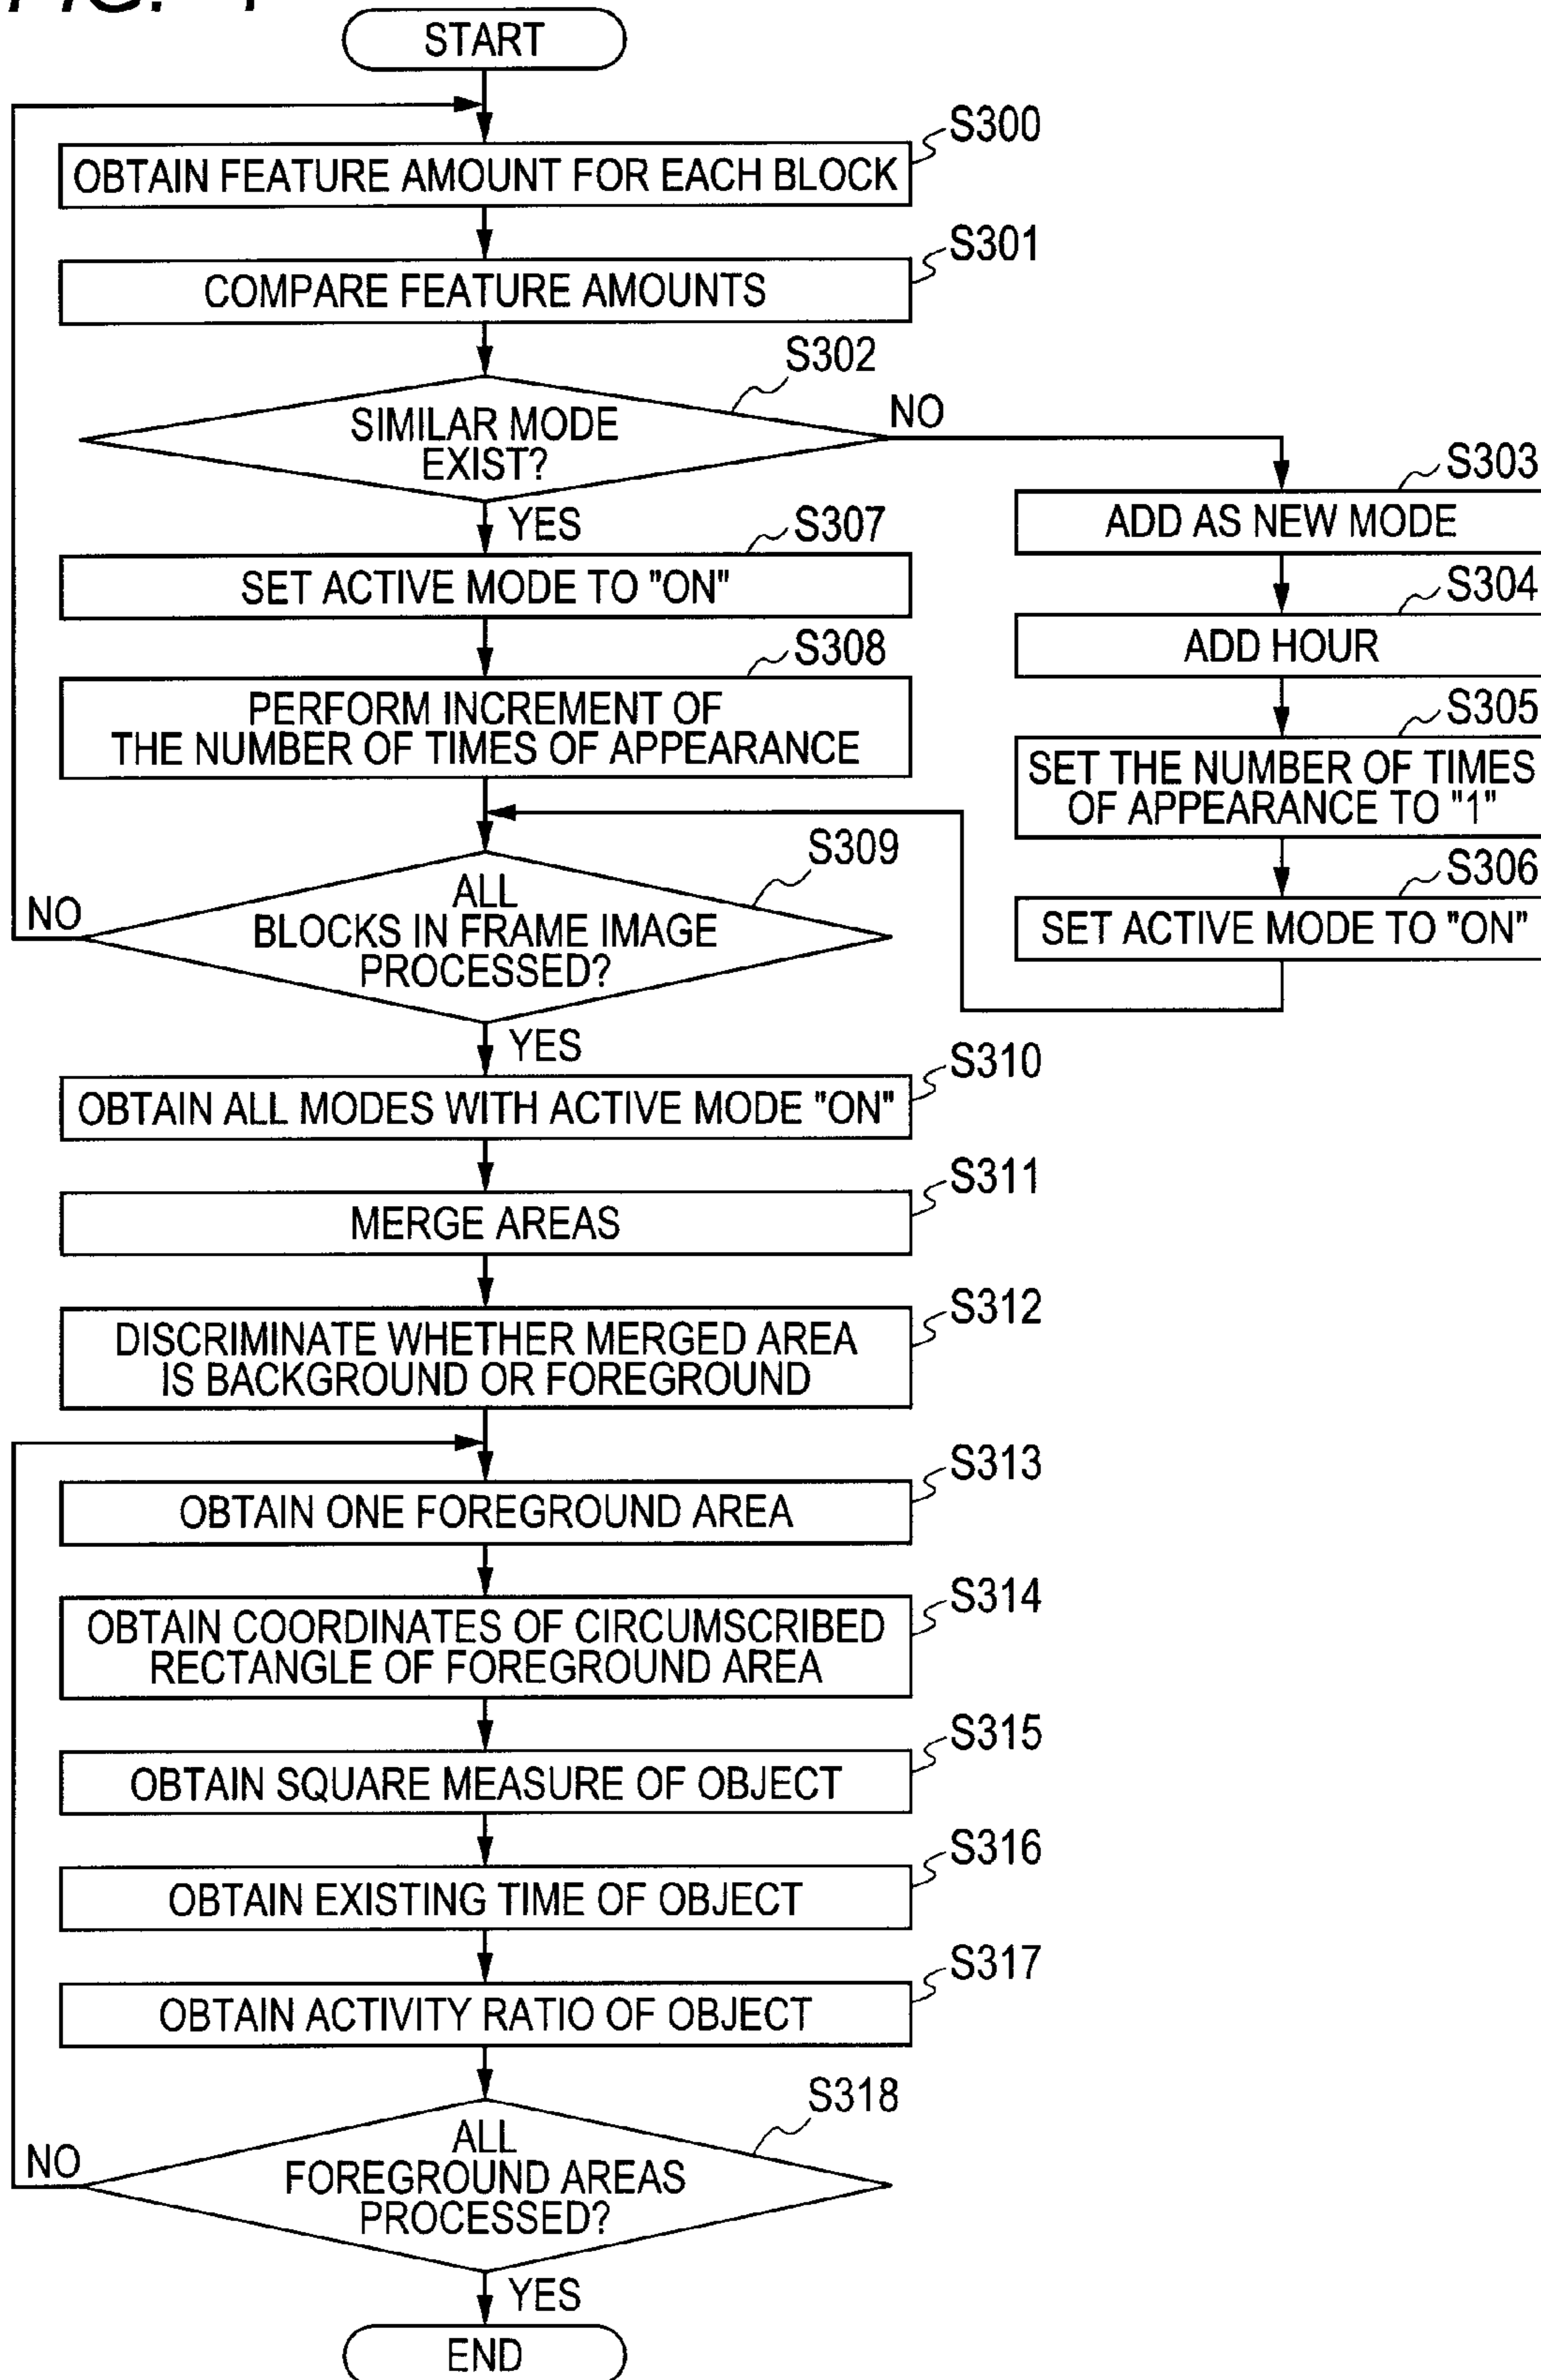 FIG. 4
START
S300
OBTAIN FEATURE AMOUNT FOR EACH BLOCK
S301
COMPARE FEATURE AMOUNTS
S302
SIMILAR MODE
EXIST?
NO
YES
S303
ADD AS NEW MODE
S304
ADD HOUR
S305
SET THE NUMBER OF TIMES
OF APPEARANCE TO "1"
S306
SET ACTIVE MODE TO "ON"
S307
SET ACTIVE MODE TO "ON"
S308
PERFORM INCREMENT OF
THE NUMBER OF TIMES OF APPEARANCE
S309
ALL
BLOCKS IN FRAME IMAGE
PROCESSED?
NO
YES
S310
OBTAIN ALL MODES WITH ACTIVE MODE "ON"
S311
MERGE AREAS
S312
DISCRIMINATE WHETHER MERGED AREA
IS BACKGROUND OR FOREGROUND
S313
OBTAIN ONE FOREGROUND AREA
S314
OBTAIN COORDINATES OF CIRCUMSCRIBED
RECTANGLE OF FOREGROUND AREA
S315
OBTAIN SQUARE MEASURE OF OBJECT
S316
OBTAIN EXISTING TIME OF OBJECT
S317
OBTAIN ACTIVITY RATIO OF OBJECT
S318
ALL
FOREGROUND AREAS
PROCESSED?
NO
YES
END